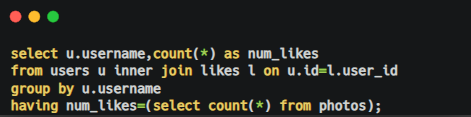 select u.username,count(*) as num_likes
from users u inner join likes l on u.id=l.user_id
group by u.username
having num_likes=(select count(*) from photos);